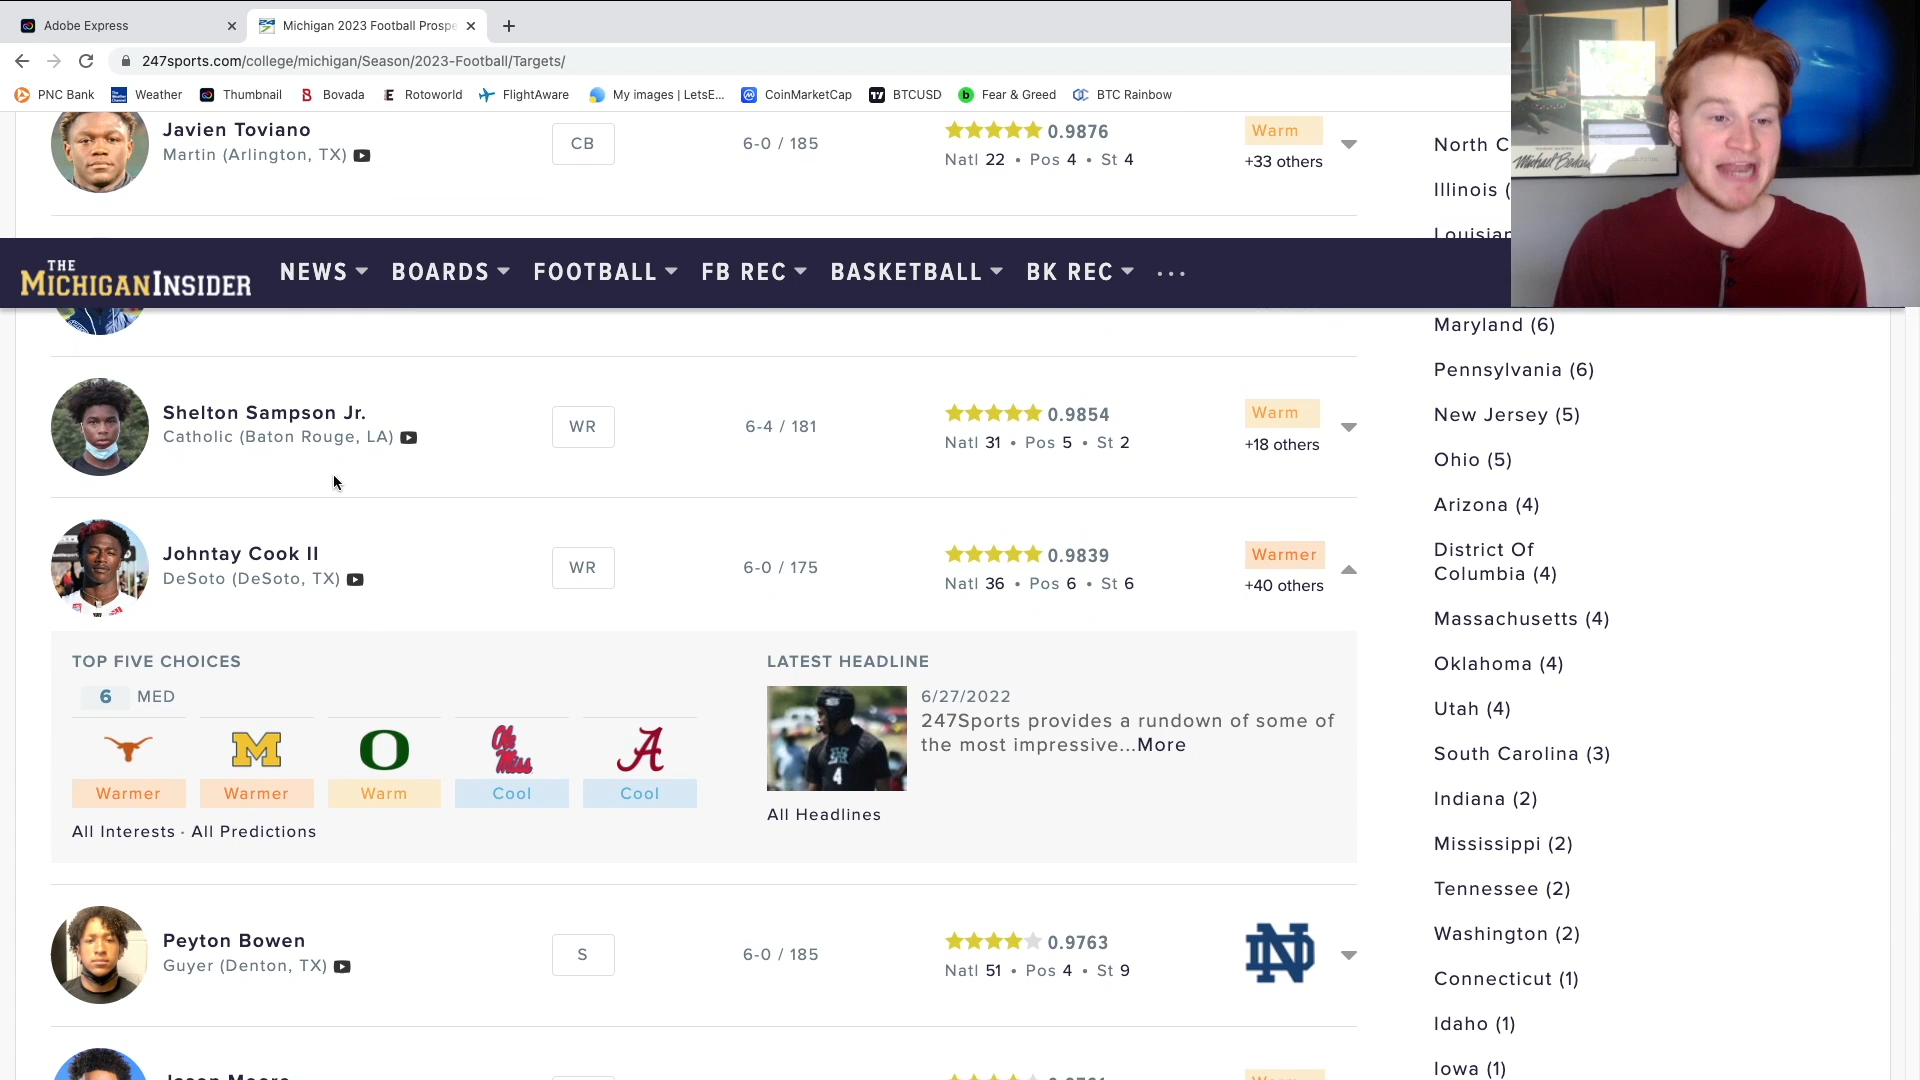 Adobe Express
Michigan 2023 Football Prospe
247sports.com/college/michigan/Season/2023-Football/Targets/
PNC Bank Weather Thumbnail Bovada Rotoworld FlightAware My images | LetsE... CoinMarketCap BTCUSD Fear & Greed BTC Rainbow
Javien Toviano
Martin (Arlington, TX)
CB
6-0 / 185
0.9876
Natl 22 • Pos 4 • St 4
Warm
+33 others
North C
Illinois (
Louisian
THE
MICHIGANINSIDER
NEWS BOARDS FOOTBALL FB REC BASKETBALL BK REC ...
Shelton Sampson Jr.
Catholic (Baton Rouge, LA)
WR
6-4 / 181
0.9854
Natl 31 • Pos 5 • St 2
Warm
+18 others
Johntay Cook II
DeSoto (DeSoto, TX)
WR
6-0 / 175
0.9839
Natl 36 • Pos 6 • St 6
Warmer
+40 others
TOP FIVE CHOICES
6 MED
M O Ole Miss A
Warmer Warmer Warm Cool Cool
All Interests · All Predictions
LATEST HEADLINE
6/27/2022
247Sports provides a rundown of some of
the most impressive...More
4
All Headlines
Peyton Bowen
Guyer (Denton, TX)
S
6-0 / 185
0.9763
Natl 51 • Pos 4 • St 9
ND
Maryland (6)
Pennsylvania (6)
New Jersey (5)
Ohio (5)
Arizona (4)
District Of
Columbia (4)
Massachusetts (4)
Oklahoma (4)
Utah (4)
South Carolina (3)
Indiana (2)
Mississippi (2)
Tennessee (2)
Washington (2)
Connecticut (1)
Idaho (1)
Iowa (1)